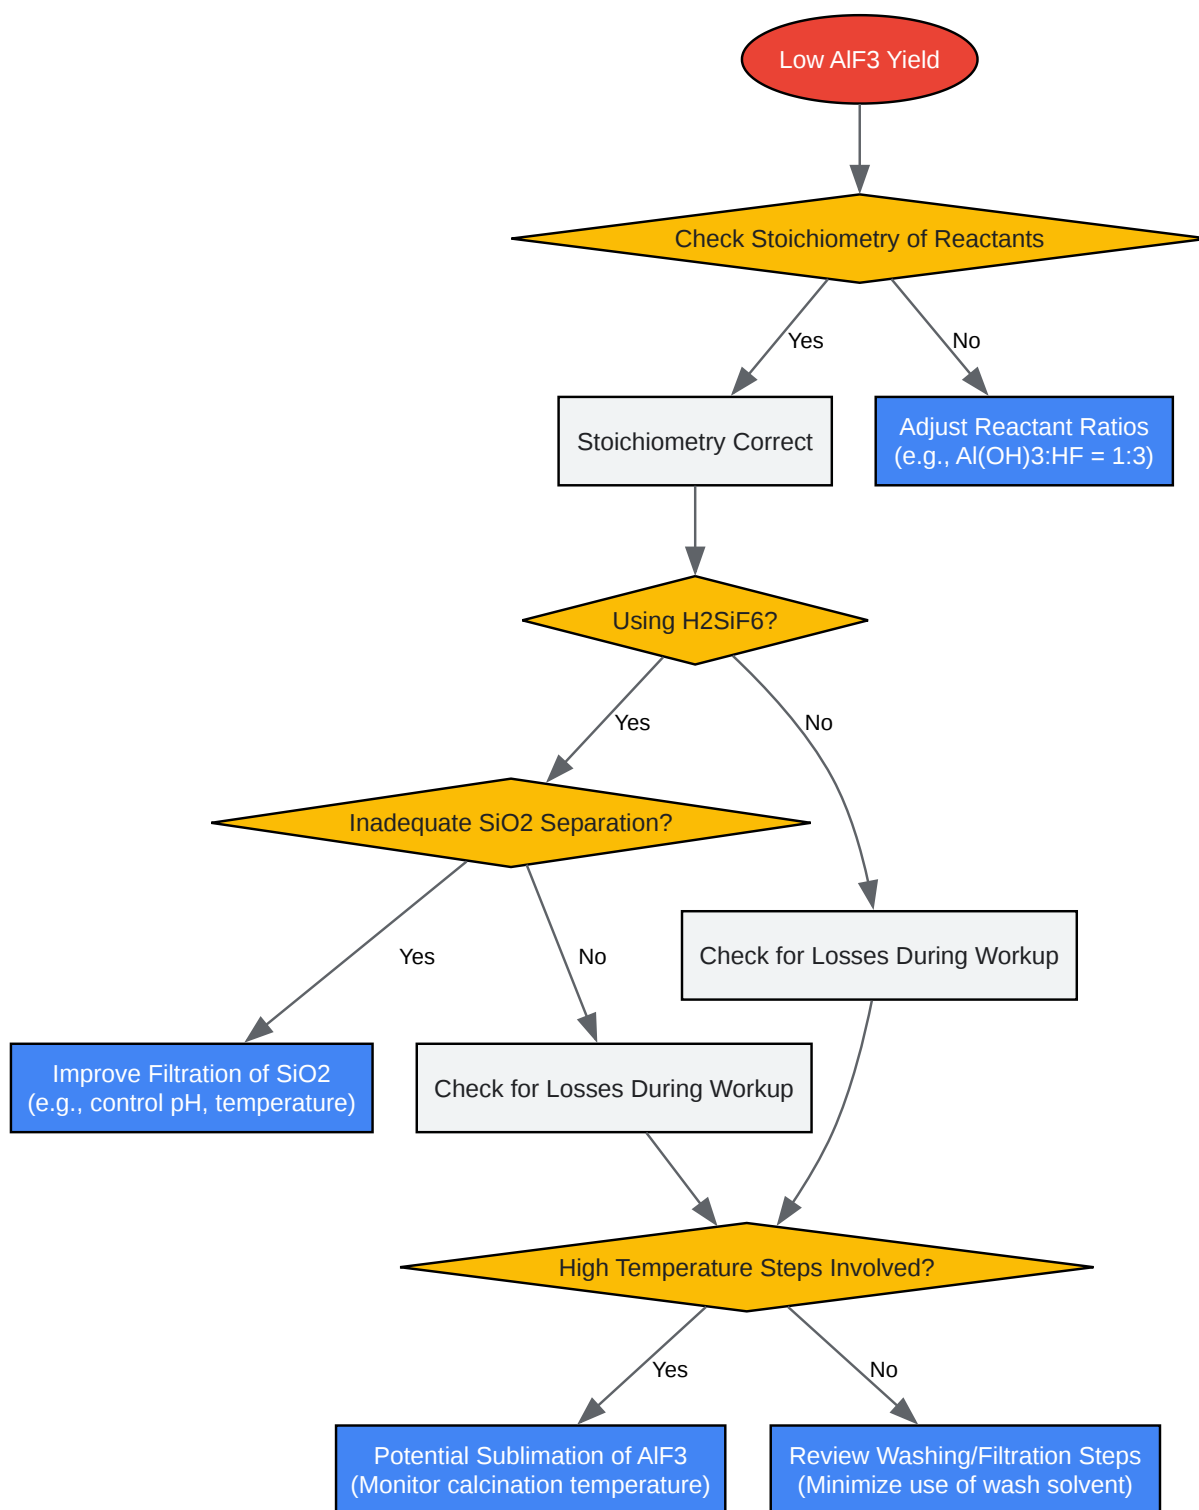 Low AlF3 Yield
Check Stoichiometry of Reactants
Yes
No
Stoichiometry Correct
Adjust Reactant Ratios
(e.g., Al(OH)3:HF = 1:3)
Using H2SiF6?
Yes
No
Inadequate SiO2 Separation?
Yes
No
Check for Losses During Workup
Improve Filtration of SiO2
(e.g., control pH, temperature)
Check for Losses During Workup
High Temperature Steps Involved?
Yes
No
Potential Sublimation of AlF3
(Monitor calcination temperature)
Review Washing/Filtration Steps
(Minimize use of wash solvent)